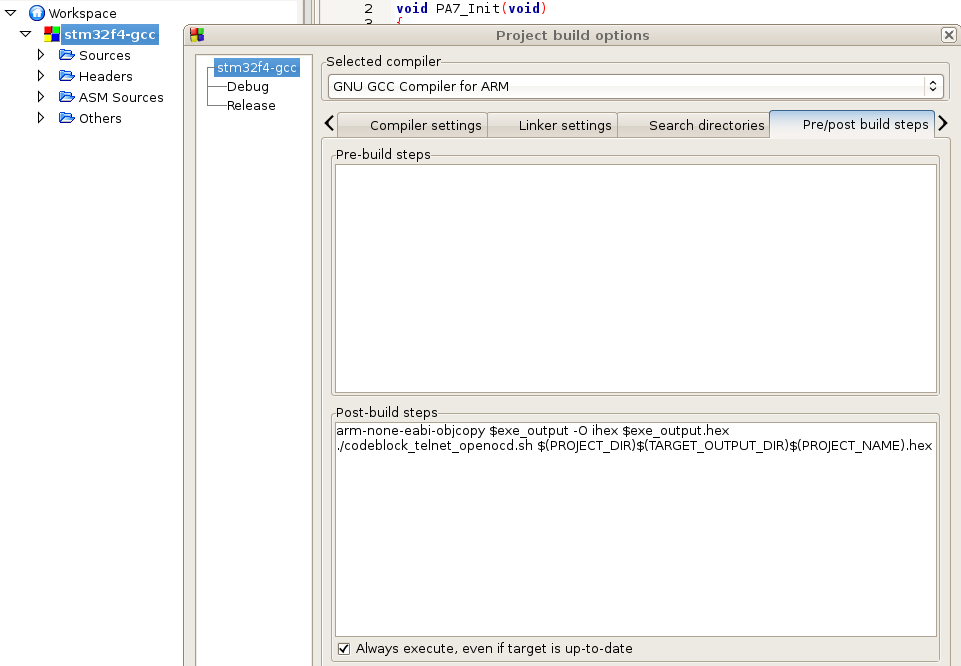 Workspace
stm32f4-gcc
Sources
Headers
ASM Sources
Others
2 void PA7_Init(void)
3 {
Project build options
stm32f4-gcc
Debug
Release
Selected compiler
GNU GCC Compiler for ARM
Compiler settings Linker settings Search directories Pre/post build steps
Pre-build steps
Post-build steps
arm-none-eabi-objcopy $exe_output -O ihex $exe_output.hex
./codeblock_telnet_openocd.sh $(PROJECT_DIR)$(TARGET_OUTPUT_DIR)$(PROJECT_NAME).hex
Always execute, even if target is up-to-date